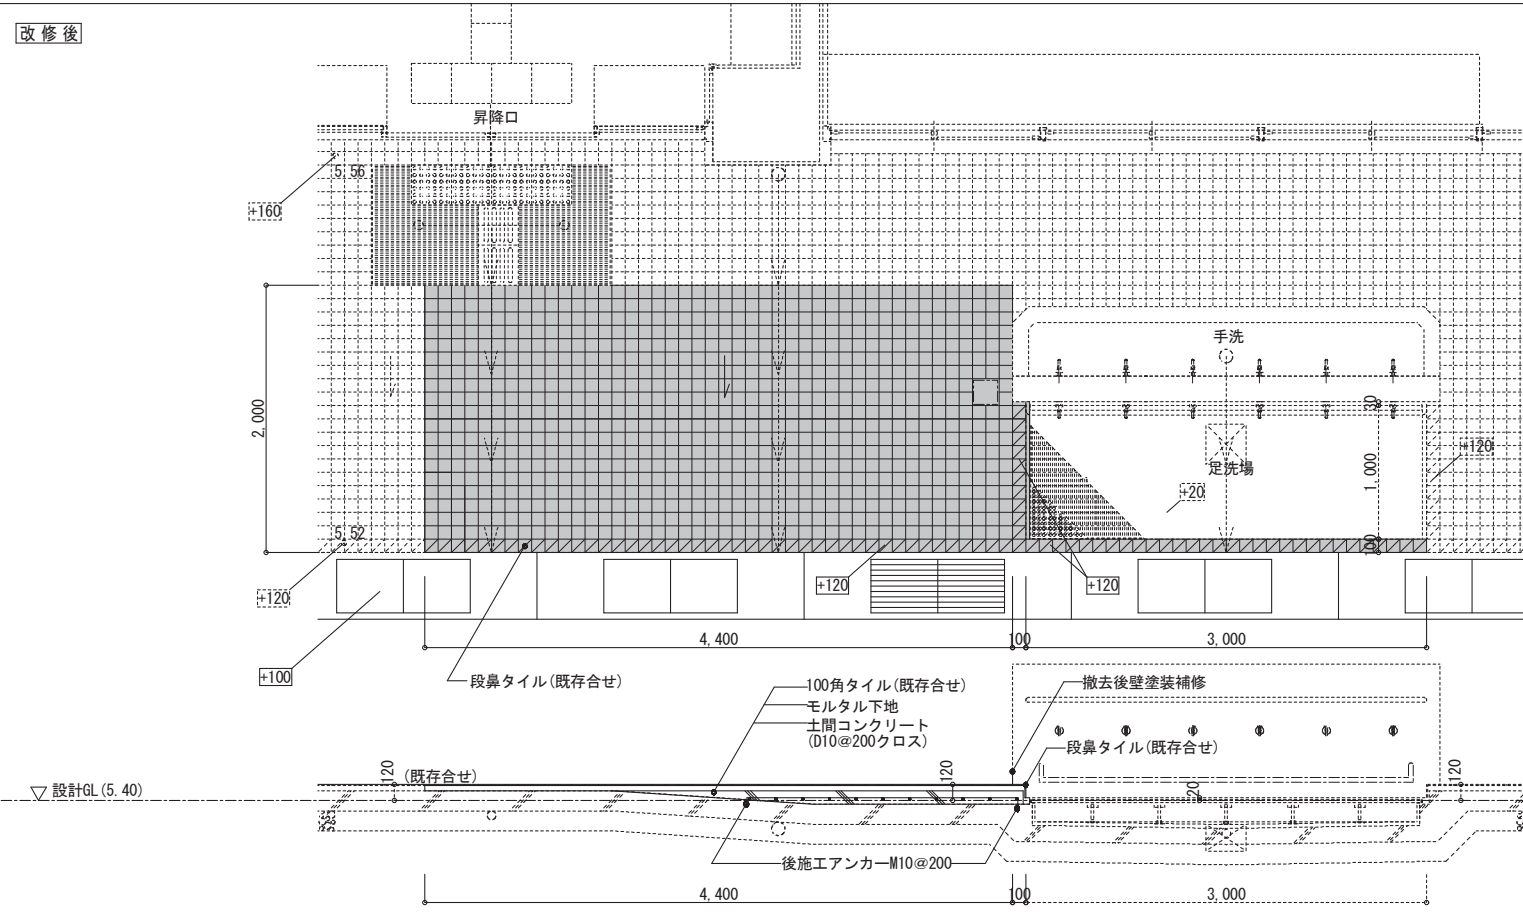 改修後
昇降口
5,56
+160
手洗
30
2,000
1,000
+120
足洗場
+20
5,52
100
+120
+120
+120
4,400
100
3,000
+100
段鼻タイル(既存合せ)
100角タイル(既存合せ)
モルタル下地
土間コンクリート
(D10@200クロス)
撤去後壁塗装補修
段鼻タイル(既存合せ)
120
(既存合せ)
120
120
設計GL(5.40)
20
後施工アンカーM10@200
4,400
100
3,000